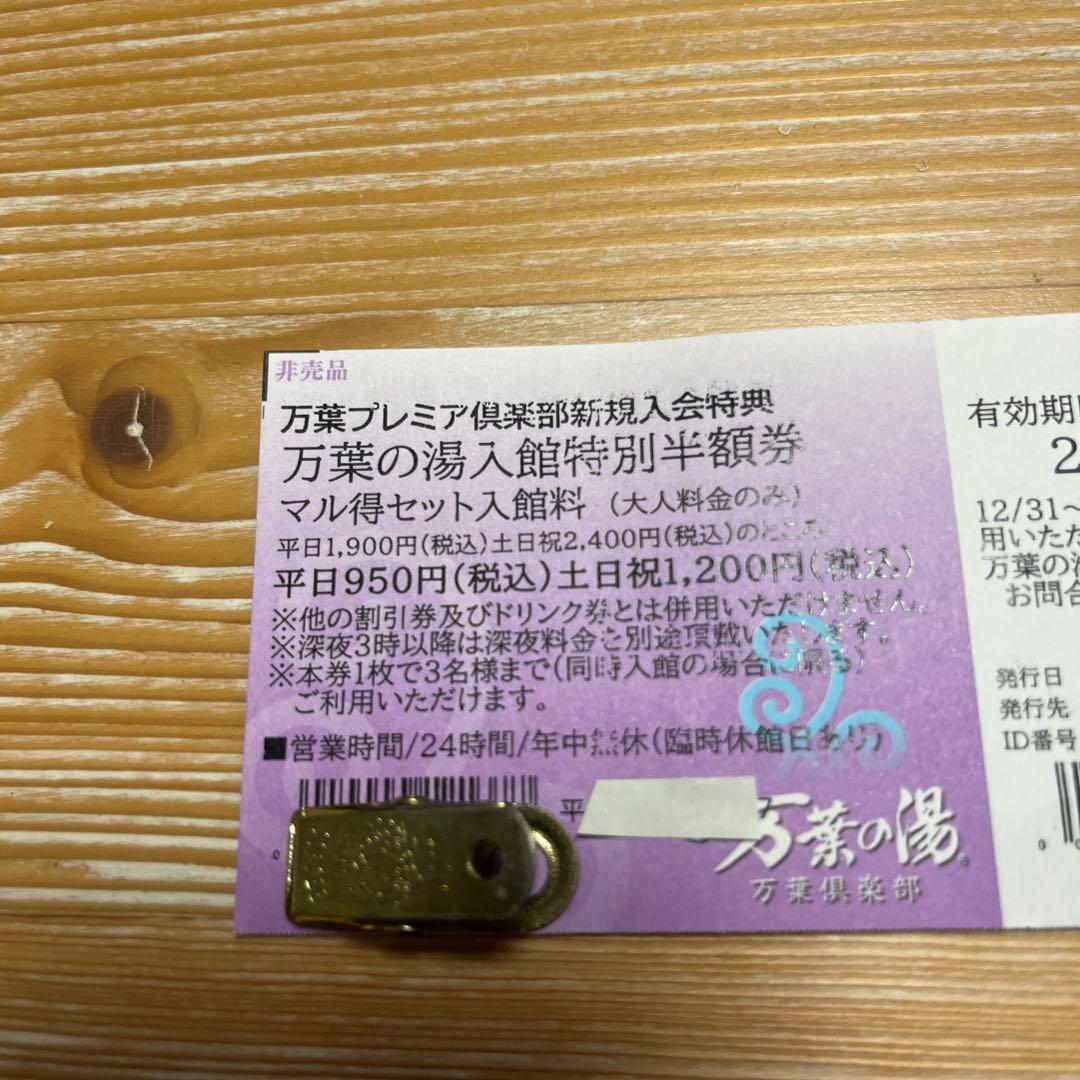 非売品
万葉プレミア倶楽部新規入会特典
万葉の湯入館特別半額券
マル得セット入館料 (大人料金のみ)
平日1,900円(税込)土日祝2,400円(税込)のところ
平日950円(税込)土日祝1,200円(税込)
※他の割引券及びドリンク券とは併用いただけません。
※深夜3時以降は深夜料金を別途頂戴いたします。
※本券1枚で3名様まで(同時入館の場合に限る)
ご利用いただけます。
■営業時間/24時間/年中無休(臨時休館日あり)
0
平
万葉の湯
万葉倶楽部
有効期
2
12/31～
用いただ
万葉の
お問合
発行日
発行先
ID番号
0